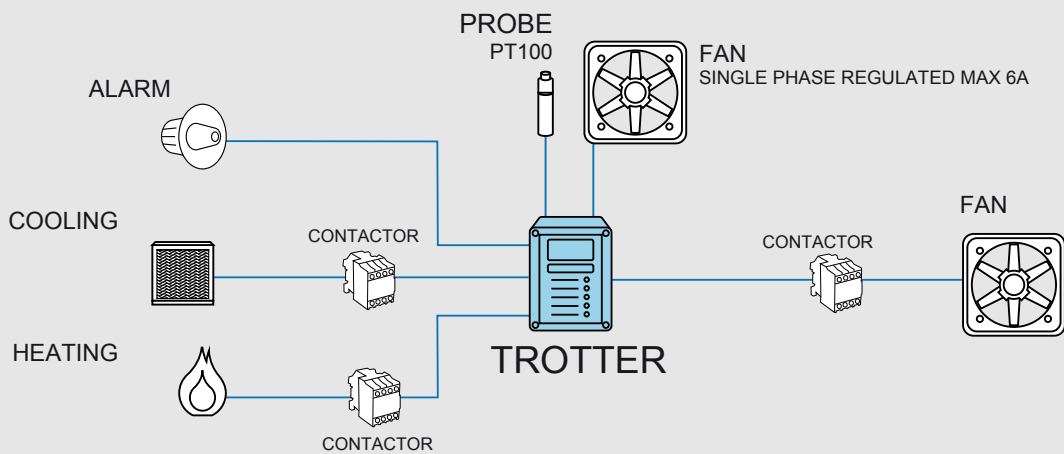 PROBE
PT100
FAN
SINGLE PHASE REGULATED MAX 6A
ALARM
COOLING
CONTACTOR
CONTACTOR
FAN
HEATING
TROTTER
CONTACTOR